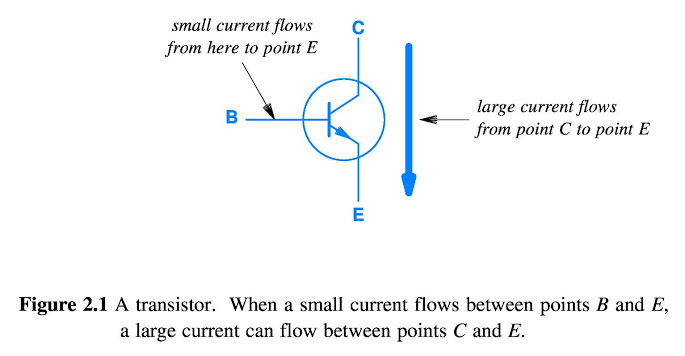 small current flows
from here to point E
C
B
large current flows
from point C to point E
E
Figure 2.1 A transistor. When a small current flows between points B and E,
a large current can flow between points C and E.